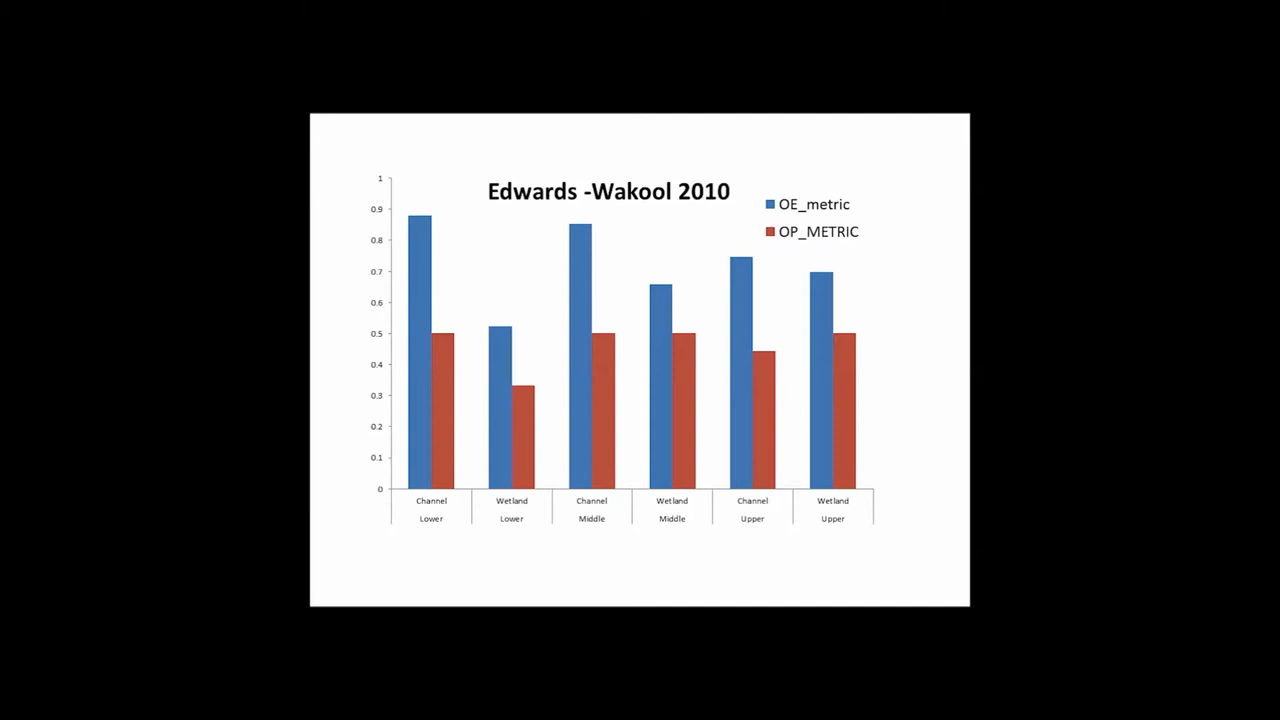 Edwards -Wakool 2010
OE_metric
OP_METRIC
1
0.9
0.8
0.7
0.6
0.5
0.4
0.3
0.2
0.1
0
Channel Wetland Channel Wetland Channel Wetland
Lower Lower Middle Middle Upper Upper